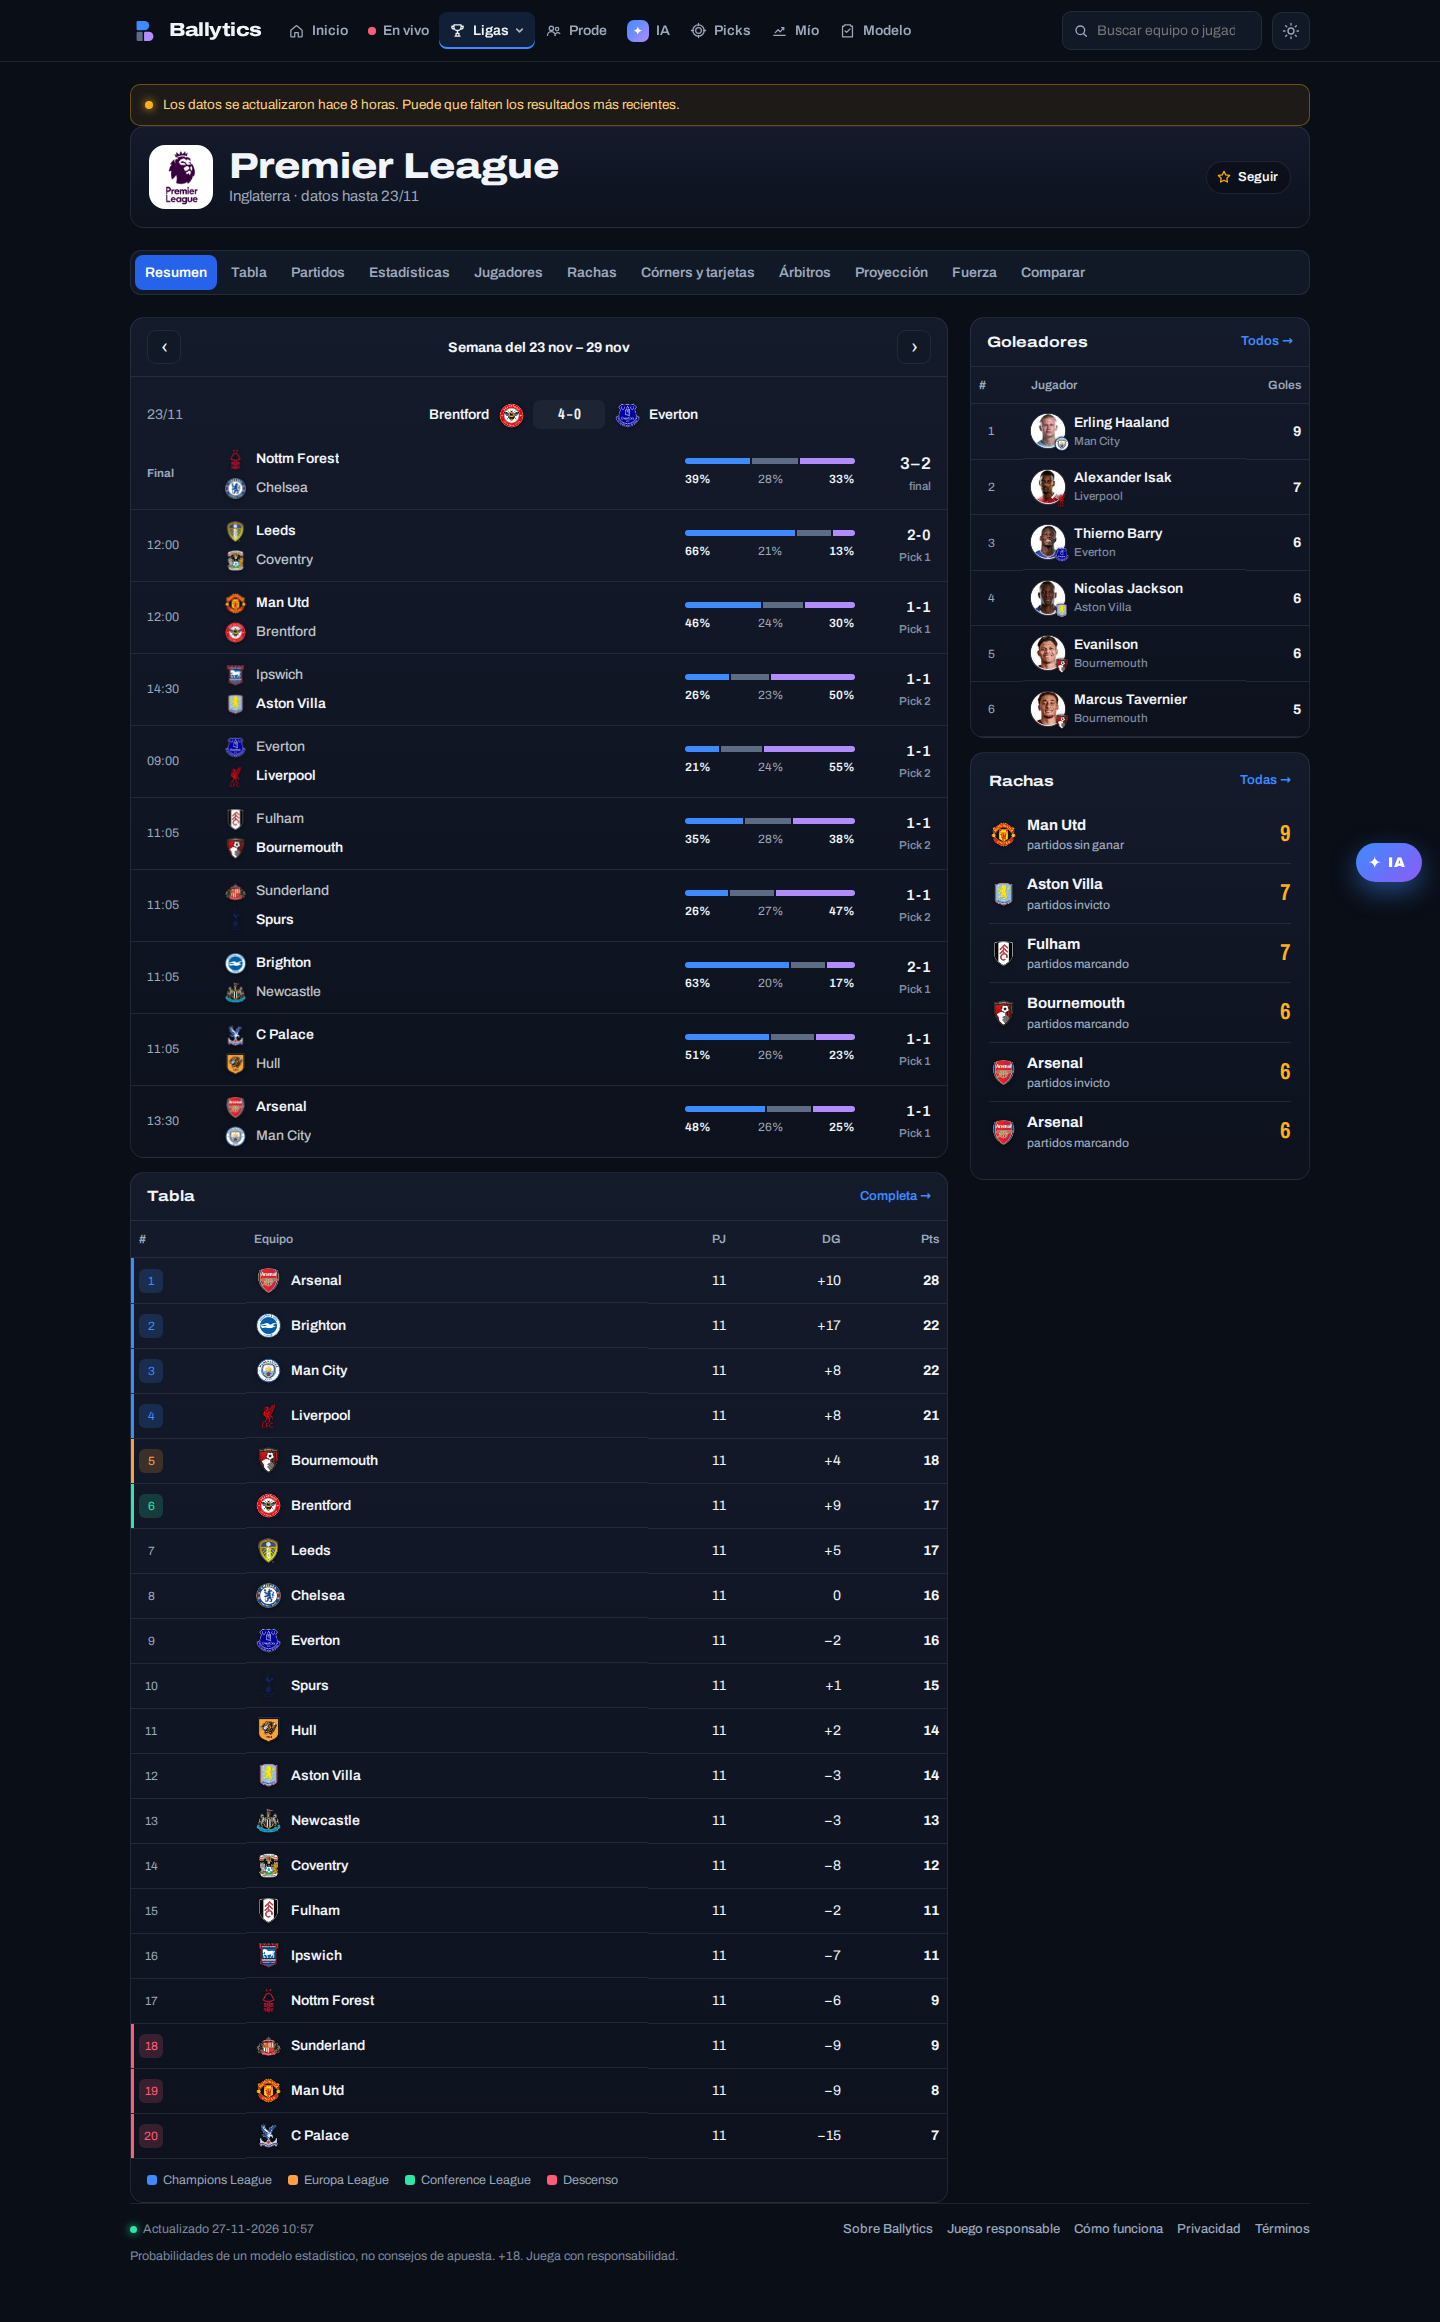 Ballytics
Inicio
En vivo
Ligas
Prode
IA
Picks
Mío
Modelo
Buscar equipo o jugad
Los datos se actualizaron hace 8 horas. Puede que falten los resultados más recientes.
Premier League
Premier League
Inglaterra · datos hasta 23/11
Seguir
Resumen Tabla Partidos Estadísticas Jugadores Rachas Córners y tarjetas Árbitros Proyección Fuerza Comparar
Semana del 23 nov – 29 nov
23/11 Brentford 4-0 Everton
Final
Nottm Forest
Chelsea
39% 28% 33%
3–2
final
12:00
Leeds
Coventry
66% 21% 13%
2-0
Pick 1
12:00
Man Utd
Brentford
46% 24% 30%
1-1
Pick 1
14:30
Ipswich
Aston Villa
26% 23% 50%
1-1
Pick 2
09:00
Everton
Liverpool
21% 24% 55%
1-1
Pick 2
11:05
Fulham
Bournemouth
35% 28% 38%
1-1
Pick 2
11:05
Sunderland
Spurs
26% 27% 47%
1-1
Pick 2
11:05
Brighton
Newcastle
63% 20% 17%
2-1
Pick 1
11:05
C Palace
Hull
51% 26% 23%
1-1
Pick 1
13:30
Arsenal
Man City
48% 26% 25%
1-1
Pick 1
Goleadores Todos →
# Jugador Goles
1 Erling Haaland 9
Man City
2 Alexander Isak 7
Liverpool
3 Thierno Barry 6
Everton
4 Nicolas Jackson 6
Aston Villa
5 Evanilson 6
Bournemouth
6 Marcus Tavernier 5
Bournemouth
Rachas Todas →
Man Utd 9
partidos sin ganar
Aston Villa 7
partidos invicto
Fulham 7
partidos marcando
Bournemouth 6
partidos marcando
Arsenal 6
partidos invicto
Arsenal 6
partidos marcando
IA
Tabla Completa →
# Equipo PJ DG Pts
1 Arsenal 11 +10 28
2 Brighton 11 +17 22
3 Man City 11 +8 22
4 Liverpool 11 +8 21
5 Bournemouth 11 +4 18
6 Brentford 11 +9 17
7 Leeds 11 +5 17
8 Chelsea 11 0 16
9 Everton 11 −2 16
10 Spurs 11 +1 15
11 Hull 11 +2 14
12 Aston Villa 11 −3 14
13 Newcastle 11 −3 13
14 Coventry 11 −8 12
15 Fulham 11 −2 11
16 Ipswich 11 −7 11
17 Nottm Forest 11 −6 9
18 Sunderland 11 −9 9
19 Man Utd 11 −9 8
20 C Palace 11 −15 7
Champions League Europa League Conference League Descenso
Actualizado 27-11-2026 10:57
Sobre Ballytics Juego responsable Cómo funciona Privacidad Términos
Probabilidades de un modelo estadístico, no consejos de apuesta. +18. Juega con responsabilidad.